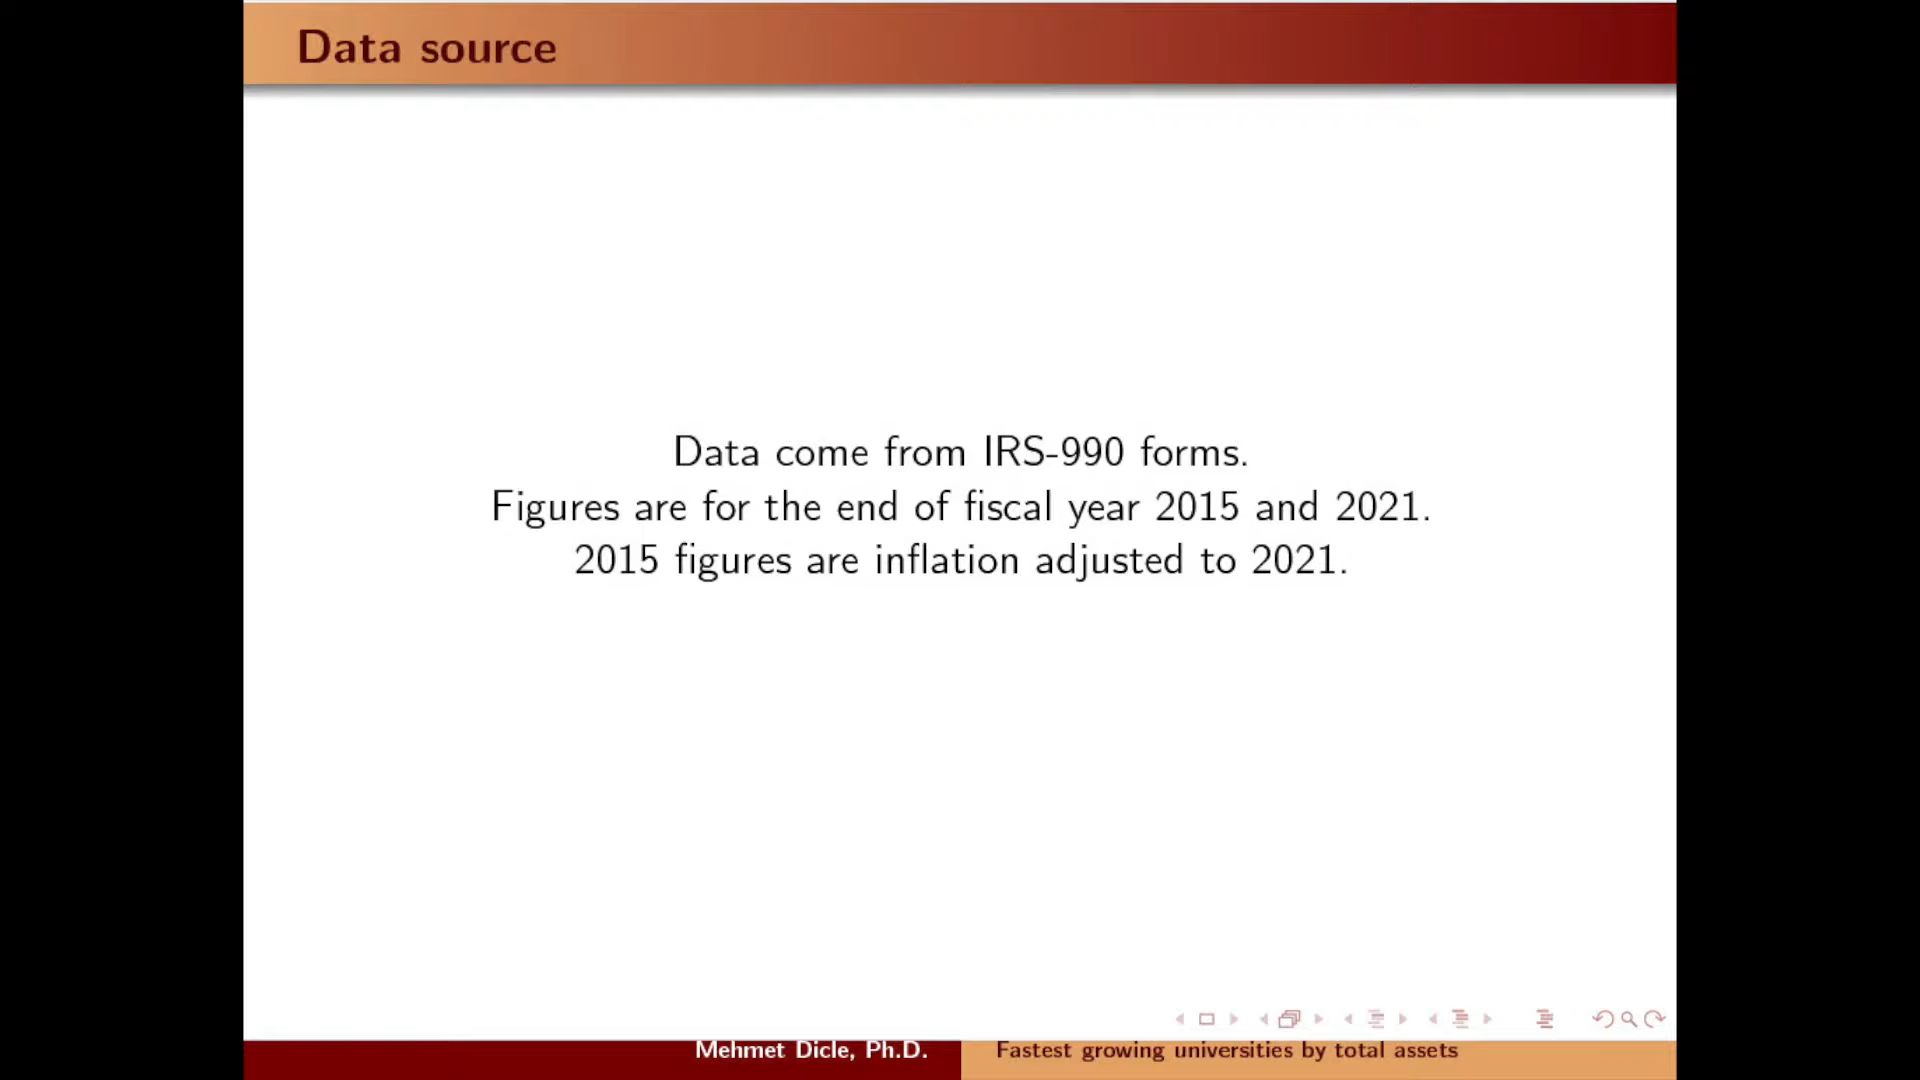 Data source
Data come from IRS-990 forms.
Figures are for the end of fiscal year 2015 and 2021.
2015 figures are inflation adjusted to 2021.
Mehmet Dicle, Ph.D.
Fastest growing universities by total assets